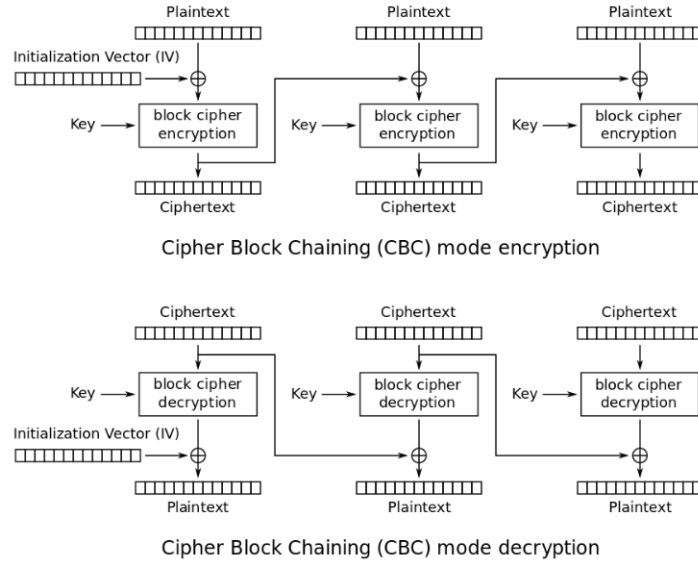 Plaintext Plaintext Plaintext
Initialization Vector (IV)
Key block cipher encryption Key block cipher encryption Key block cipher encryption
Ciphertext Ciphertext Ciphertext
Cipher Block Chaining (CBC) mode encryption
Ciphertext Ciphertext Ciphertext
Key block cipher decryption Key block cipher decryption Key block cipher decryption
Initialization Vector (IV)
Plaintext Plaintext Plaintext
Cipher Block Chaining (CBC) mode decryption